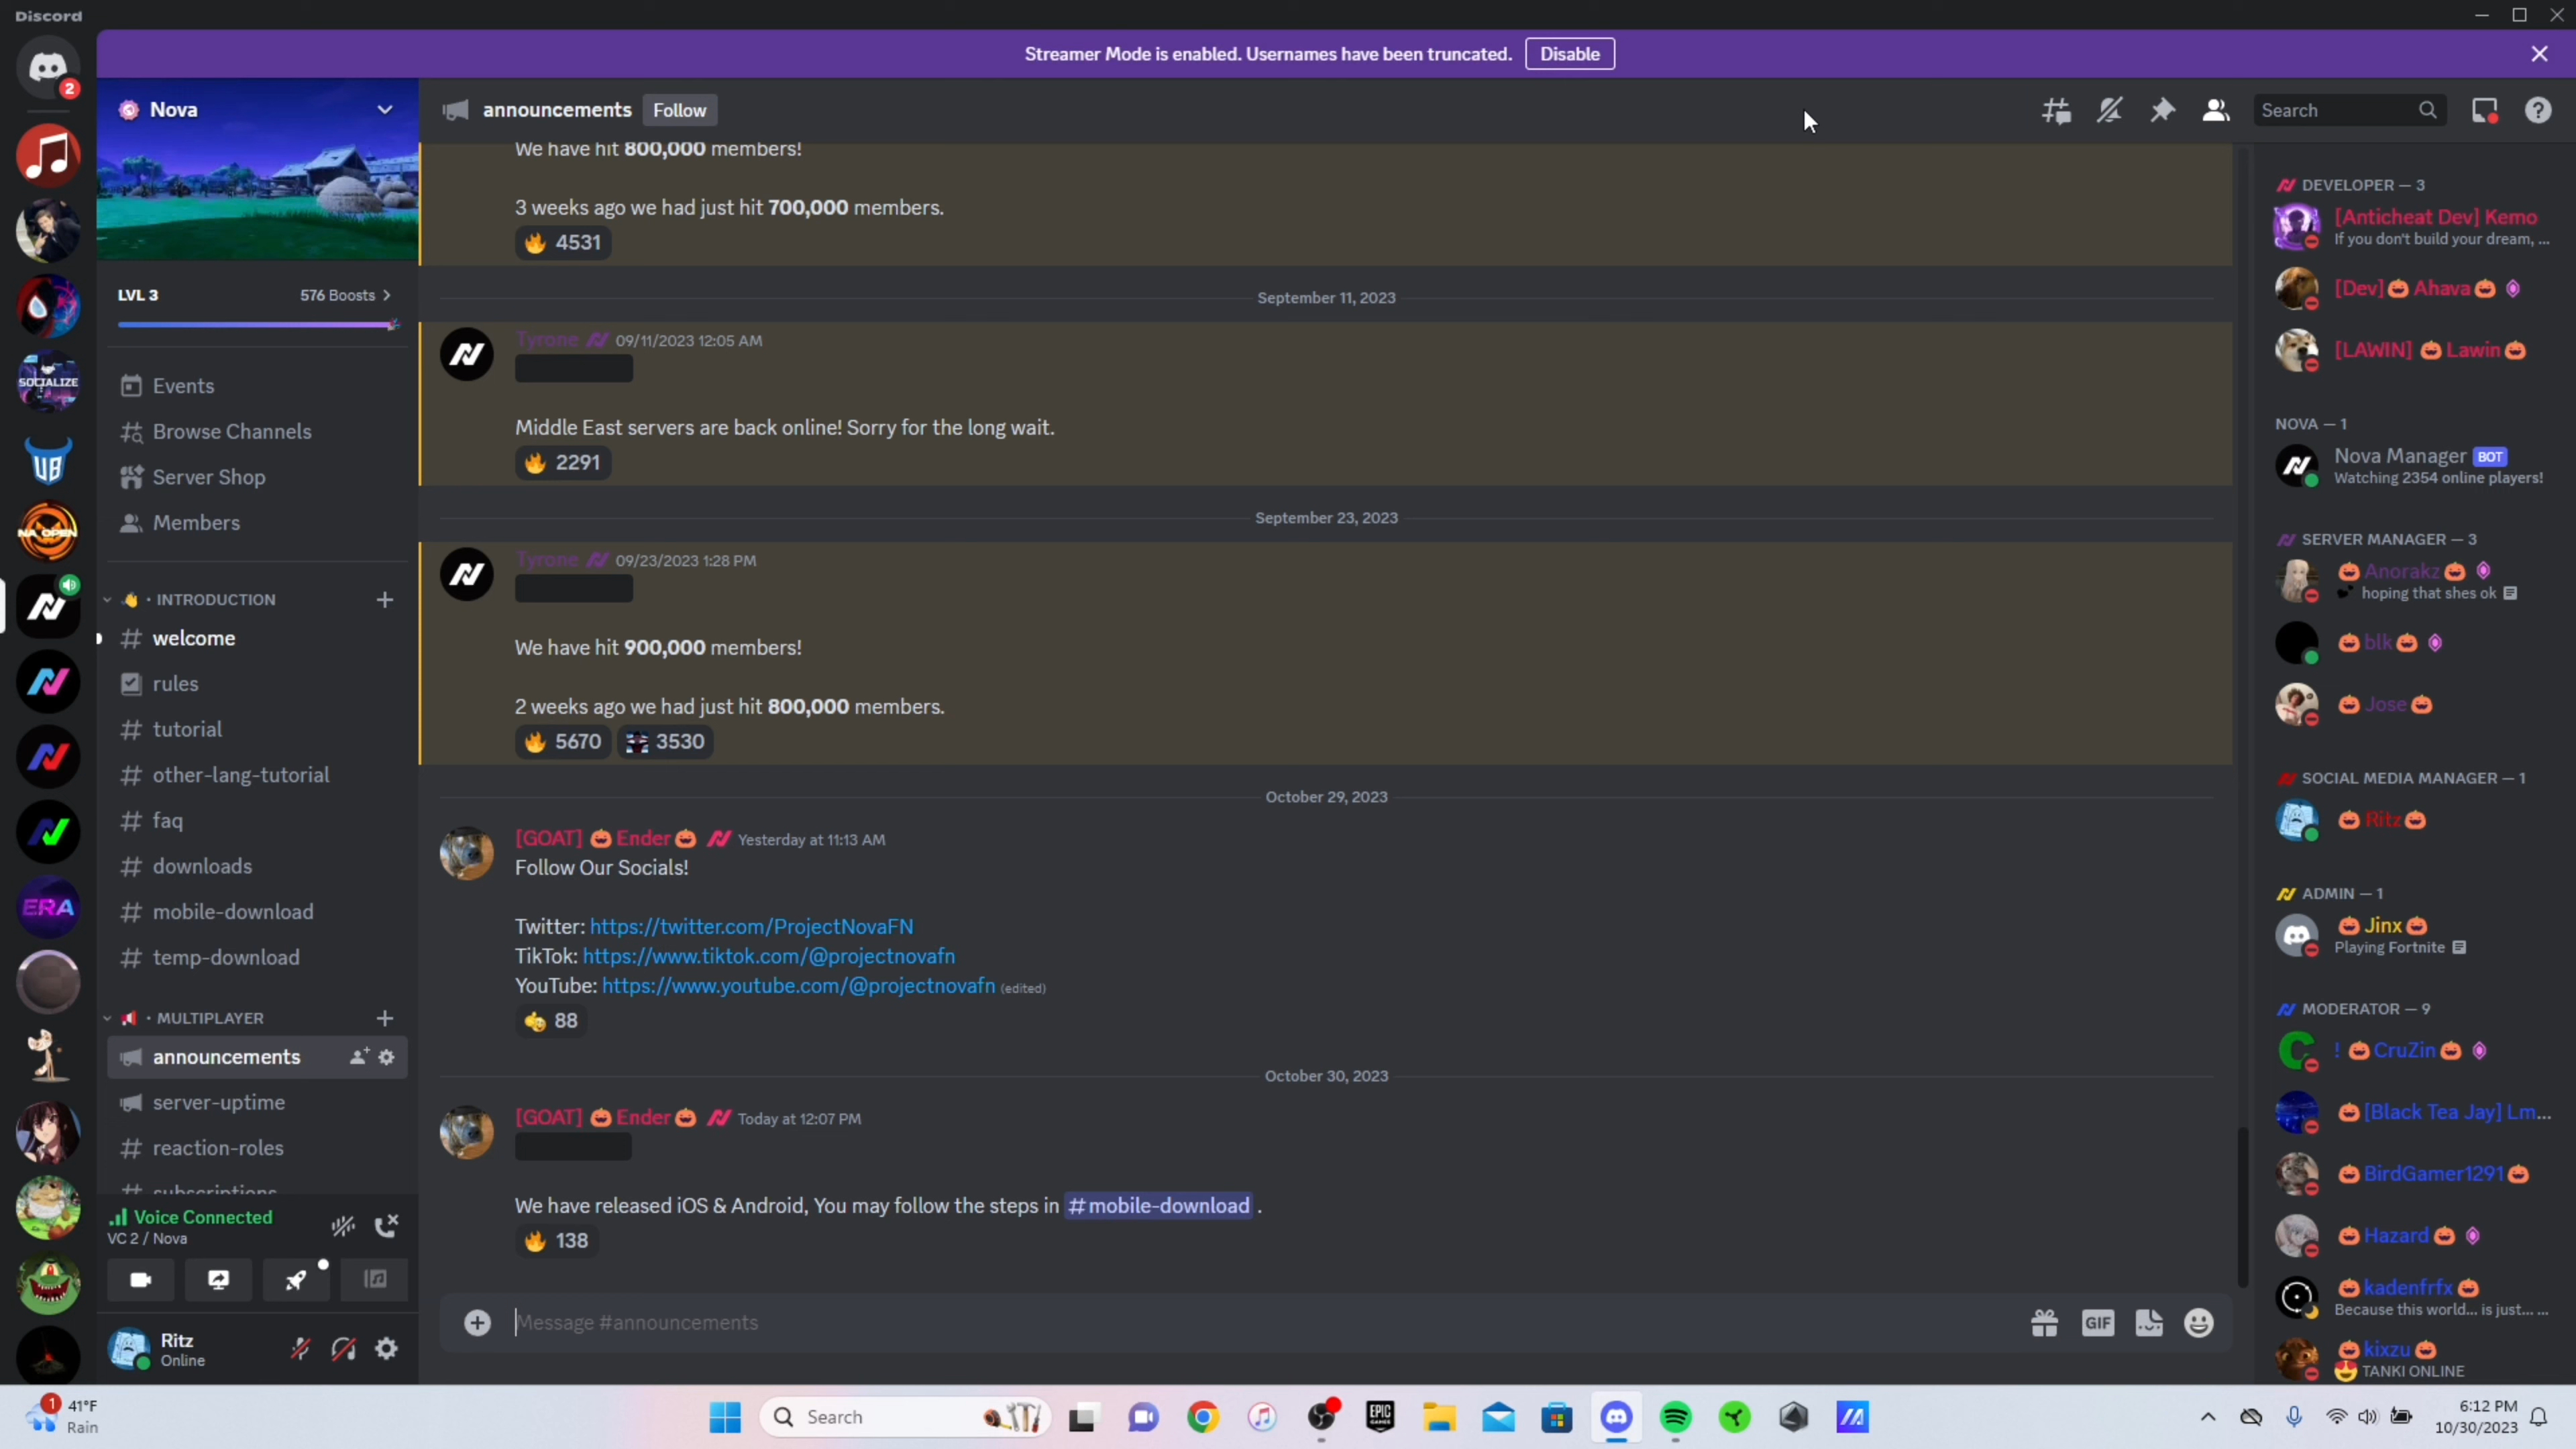 Discord
Streamer Mode is enabled. Usernames have been truncated. Disable
2
Nova
LVL 3 576 Boosts
Events
Browse Channels
Server Shop
Members
SOCIALIZE
UB
NA OPEN
ERA
INTRODUCTION
welcome
rules
tutorial
other-lang-tutorial
faq
downloads
mobile-download
temp-download
MULTIPLAYER
announcements
server-uptime
reaction-roles
subscriptions
Voice Connected
VC 2 / Nova
Ritz
Online
announcements Follow
Search
We have hit 800,000 members!
3 weeks ago we had just hit 700,000 members.
4531
September 11, 2023
Tyrone 09/11/2023 12:05 AM
Middle East servers are back online! Sorry for the long wait.
2291
September 23, 2023
Tyrone 09/23/2023 1:28 PM
We have hit 900,000 members!
2 weeks ago we had just hit 800,000 members.
5670 3530
October 29, 2023
[GOAT] Ender Yesterday at 11:13 AM
Follow Our Socials!
Twitter: https://twitter.com/ProjectNovaFN
TikTok: https://www.tiktok.com/@projectnovafn
YouTube: https://www.youtube.com/@projectnovafn (edited)
88
October 30, 2023
[GOAT] Ender Today at 12:07 PM
We have released iOS & Android, You may follow the steps in #mobile-download .
138
Message #announcements
GIF
DEVELOPER — 3
[Anticheat Dev] Kemo
If you don't build your dream, ...
[Dev] Ahava
[LAWIN] Lawin
NOVA — 1
Nova Manager BOT
Watching 2354 online players!
SERVER MANAGER — 3
Anorakz
hoping that shes ok
blk
Jose
SOCIAL MEDIA MANAGER — 1
Ritz
ADMIN — 1
Jinx
Playing Fortnite
MODERATOR — 9
! CruZin
[Black Tea Jay] Lm...
BirdGamer1291
Hazard
kadenfrfx
Because this world... is just... ...
kixzu
TANKI ONLINE
1
41°F
Rain
Search
EPIC GAMES
6:12 PM
10/30/2023